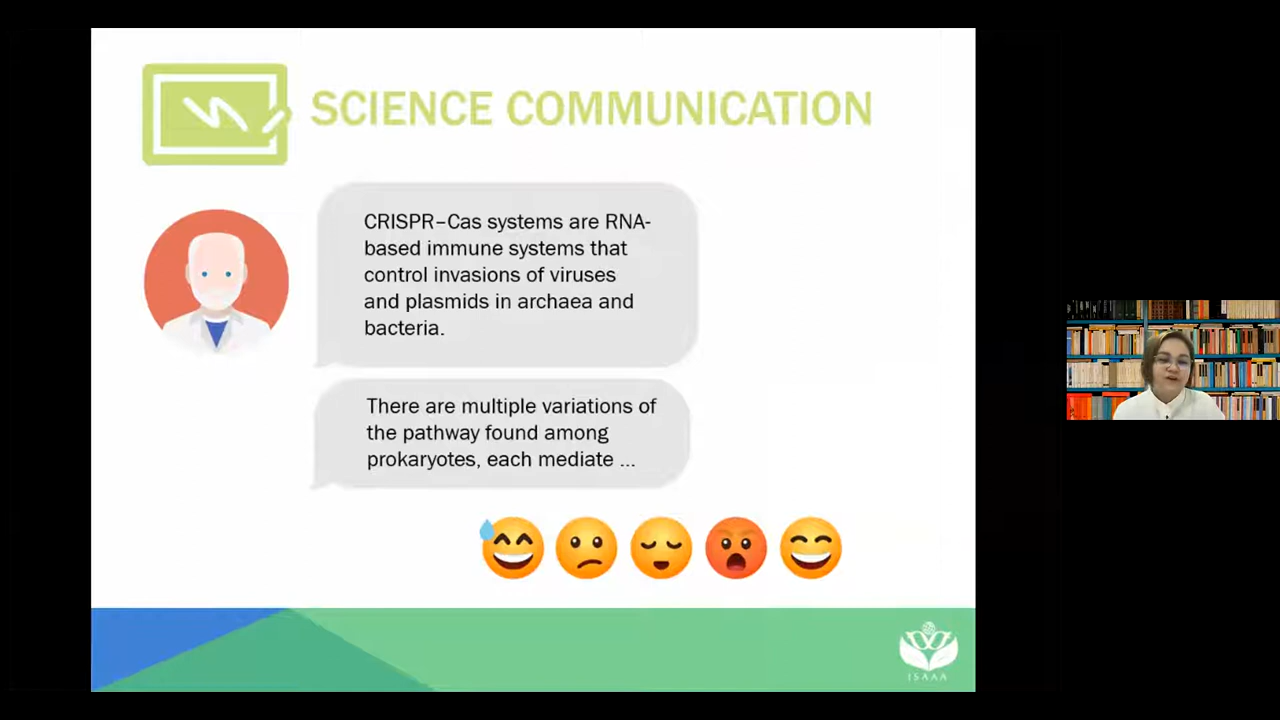 SCIENCE COMMUNICATION
CRISPR–Cas systems are RNA-
based immune systems that
control invasions of viruses
and plasmids in archaea and
bacteria.
There are multiple variations of
the pathway found among
prokaryotes, each mediate ...
ISAAA